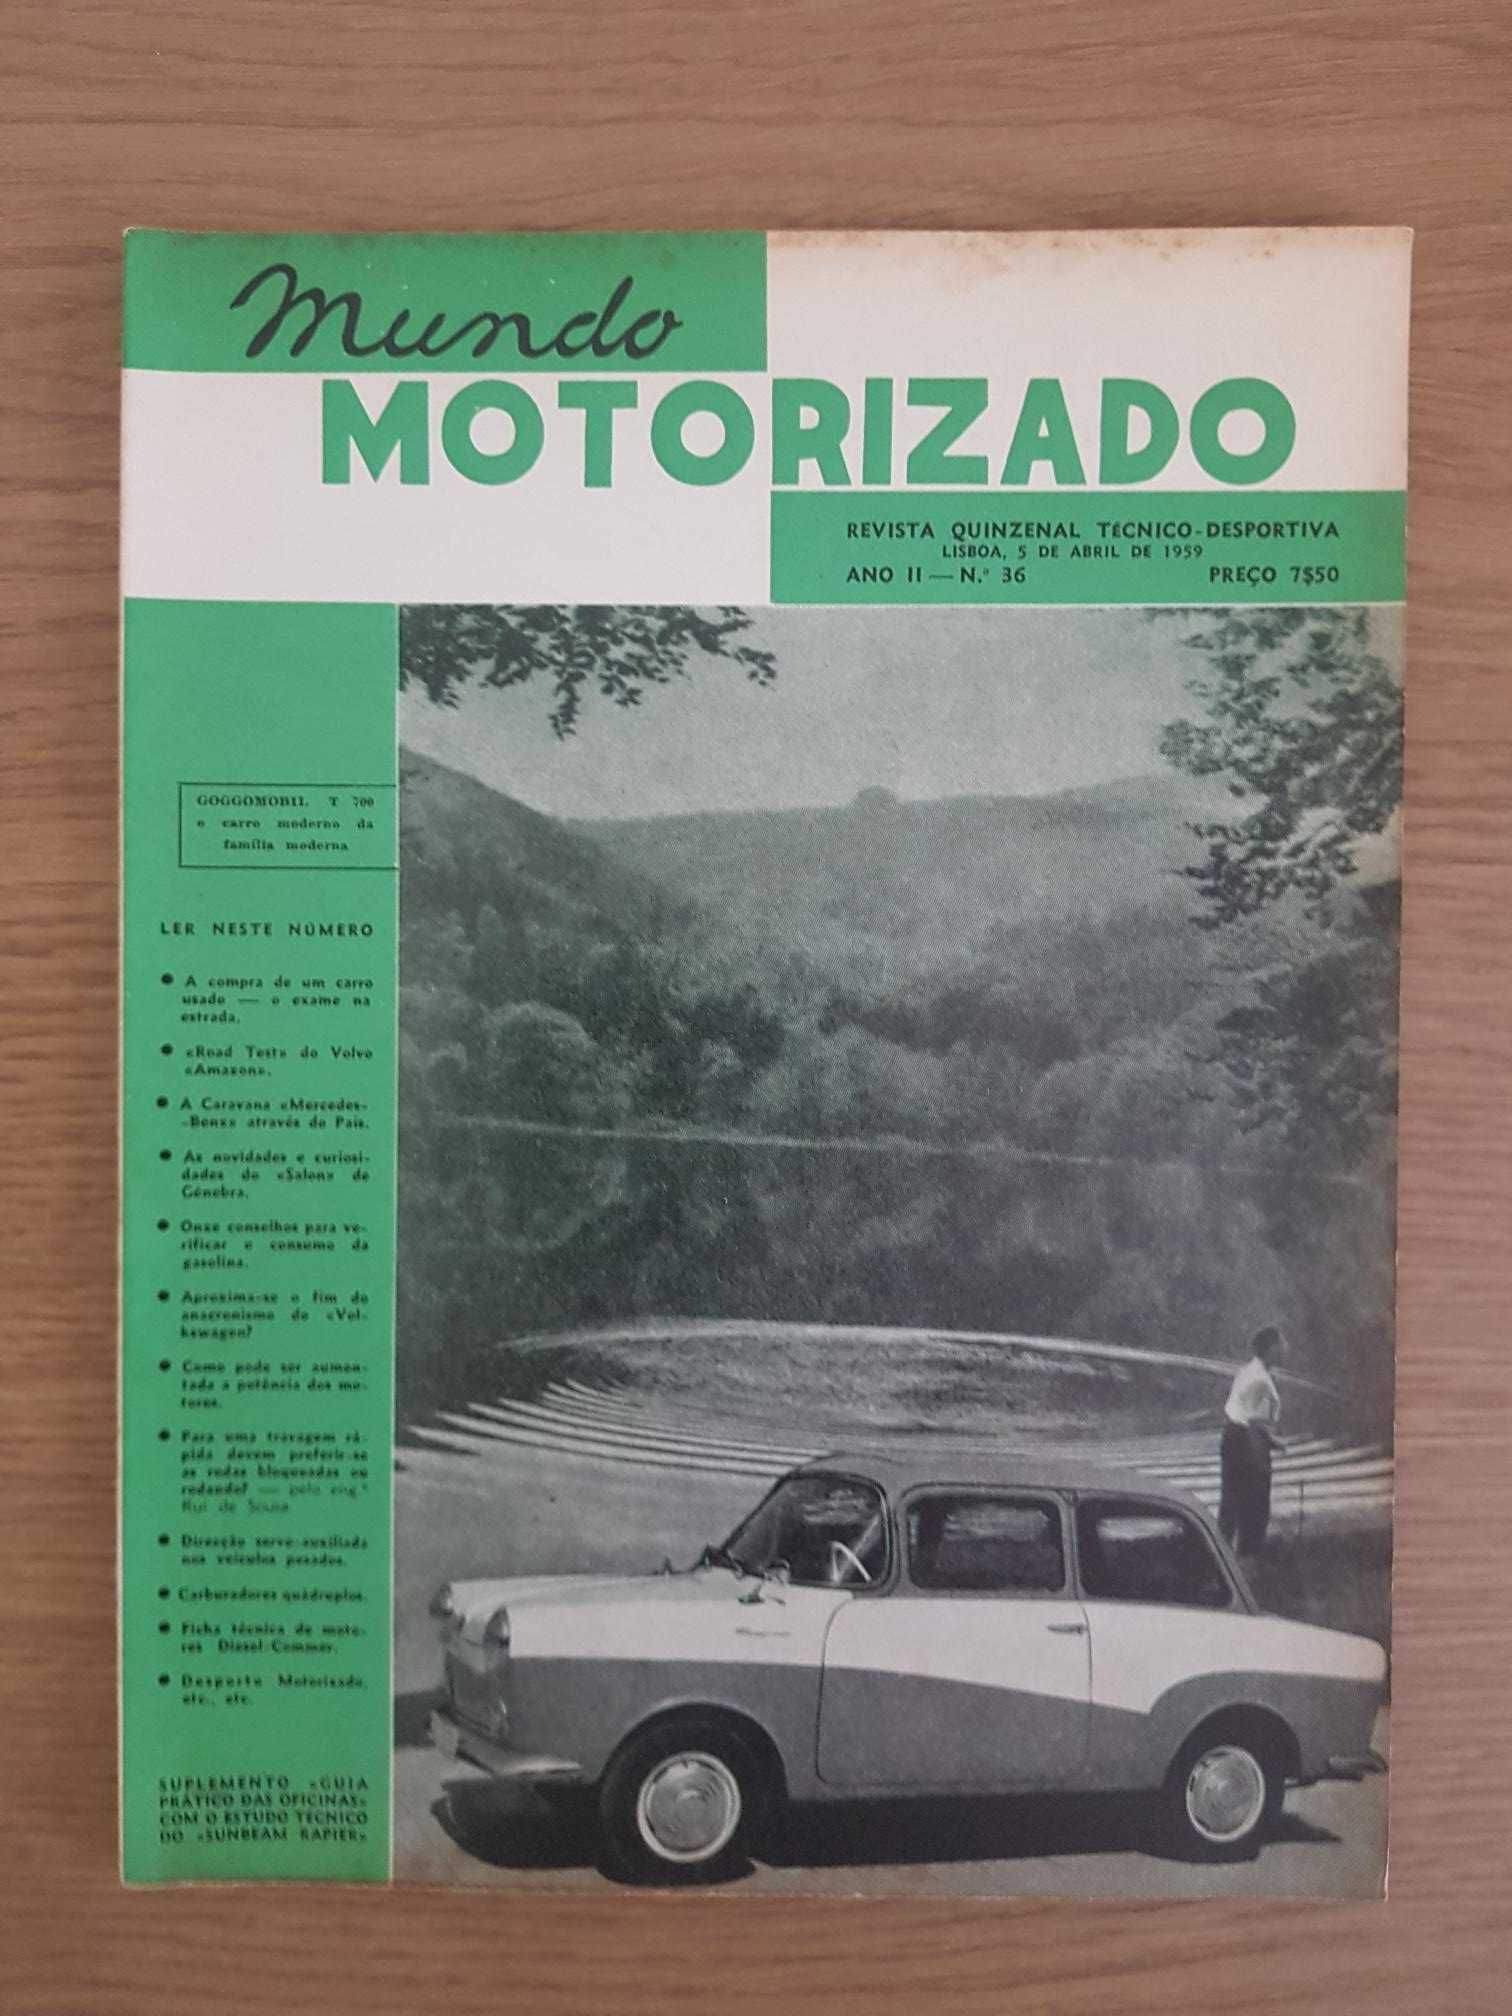 Mundo
MOTORIZADO
REVISTA QUINZENAL TÉCNICO-DESPORTIVA
LISBOA, 5 DE ABRIL DE 1959
ANO II — N.º 36 PREÇO 7$50
GOGGOMOBIL T 700
o carro moderno da
família moderna
LER NESTE NÚMERO
● A compra de um carro
usado — o exame na
estrada.
● «Road Test» do Volvo
«Amazon».
● A Caravana «Mercedes-
-Benz» através do País.
● As novidades e curiosi-
dades do «Salon» de
Génebra.
● Onze conselhos para ve-
rificar o consumo da
gasolina.
● Aproxima-se o fim do
anacronismo do «Vol-
kswagen?
● Como pode ser aumen-
tada a potência dos mo-
tores.
● Para uma travagem rá-
pida devem preferir-se
as rodas bloqueadas ou
rodando? — pelo eng.º
Rui de Sousa
● Direcção servo-auxiliada
nos veículos pesados.
● Carburadores quádruplos.
● Ficha técnica de moto-
res Diesel-Commer.
● Desporto Motorizado,
etc., etc.
SUPLEMENTO «GUIA
PRÁTICO DAS OFICINAS»
COM O ESTUDO TÉCNICO
DO «SUNBEAM RAPIER»